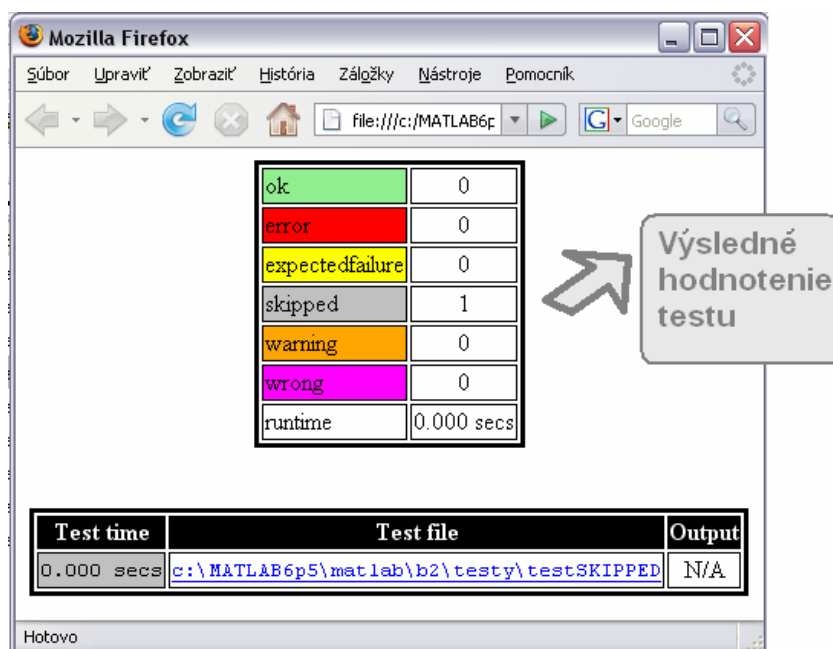 Mozilla Firefox
Súbor Upraviť Zobraziť História Záložky Nástroje Pomocník
file:///c:/MATLAB6p
G Google
ok 0
error 0
expectedfailure 0
skipped 1
warning 0
wrong 0
runtime 0.000 secs
Výsledné
hodnotenie
testu
Test time Test file Output
0.000 secs c:\MATLAB6p5\matlab\b2\testy\testSKIPPED N/A
Hotovo